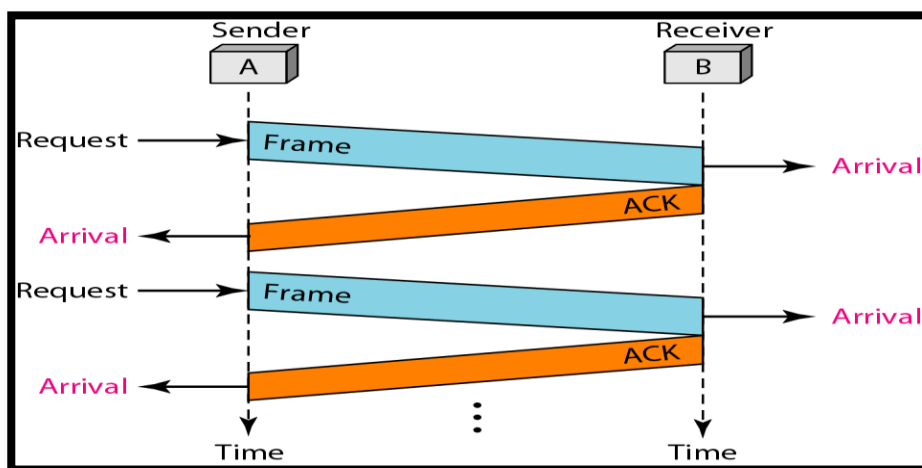 Sender Receiver
A B
Request Frame
Arrival
ACK
Arrival
Request Frame
Arrival
ACK
Arrival
Time Time